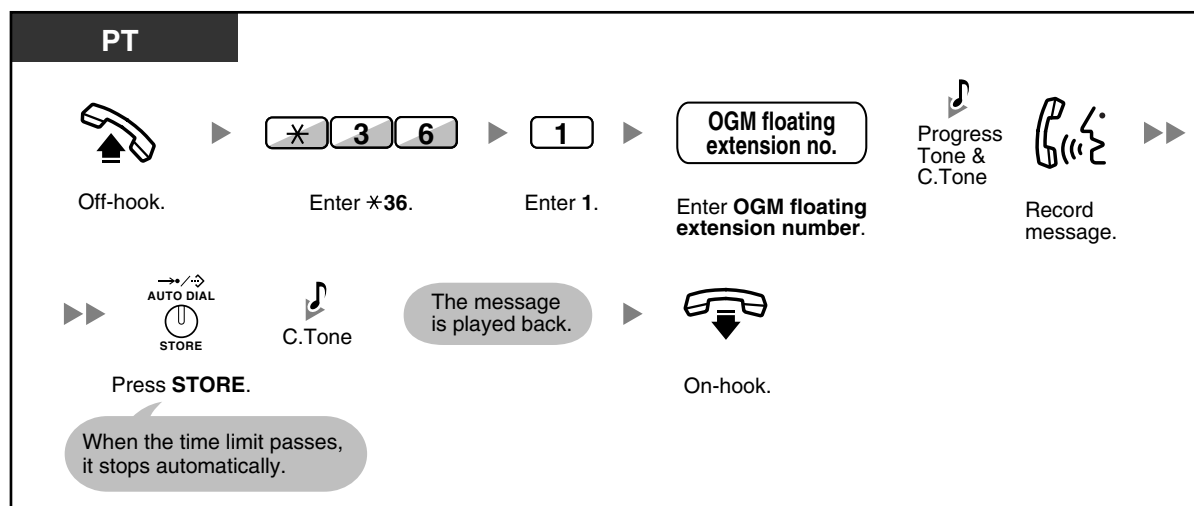 PT
✳ 3 6
1
OGM floating
extension no.
Progress
Tone &
C.Tone
Off-hook.
Enter ✳36.
Enter 1.
Enter OGM floating
extension number.
Record
message.
AUTO DIAL
STORE
C.Tone
The message
is played back.
Press STORE.
On-hook.
When the time limit passes,
it stops automatically.